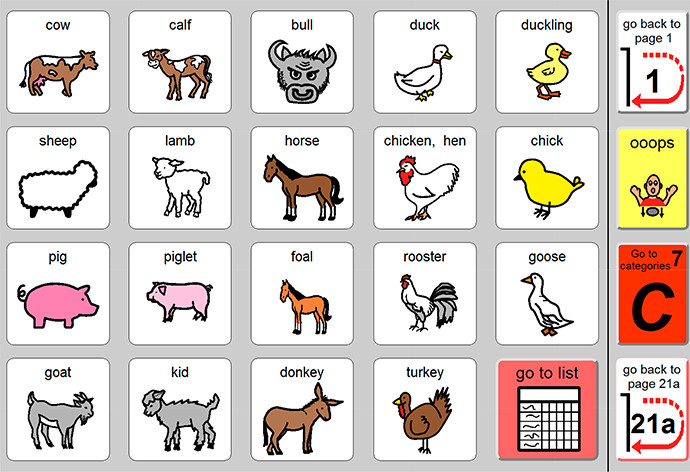 cow
calf
bull
duck
duckling
go back to
page 1
1
sheep
lamb
horse
chicken, hen
chick
ooops
pig
piglet
foal
rooster
goose
Go to
categories 7
C
goat
kid
donkey
turkey
go to list
go back to
page 21a
21a